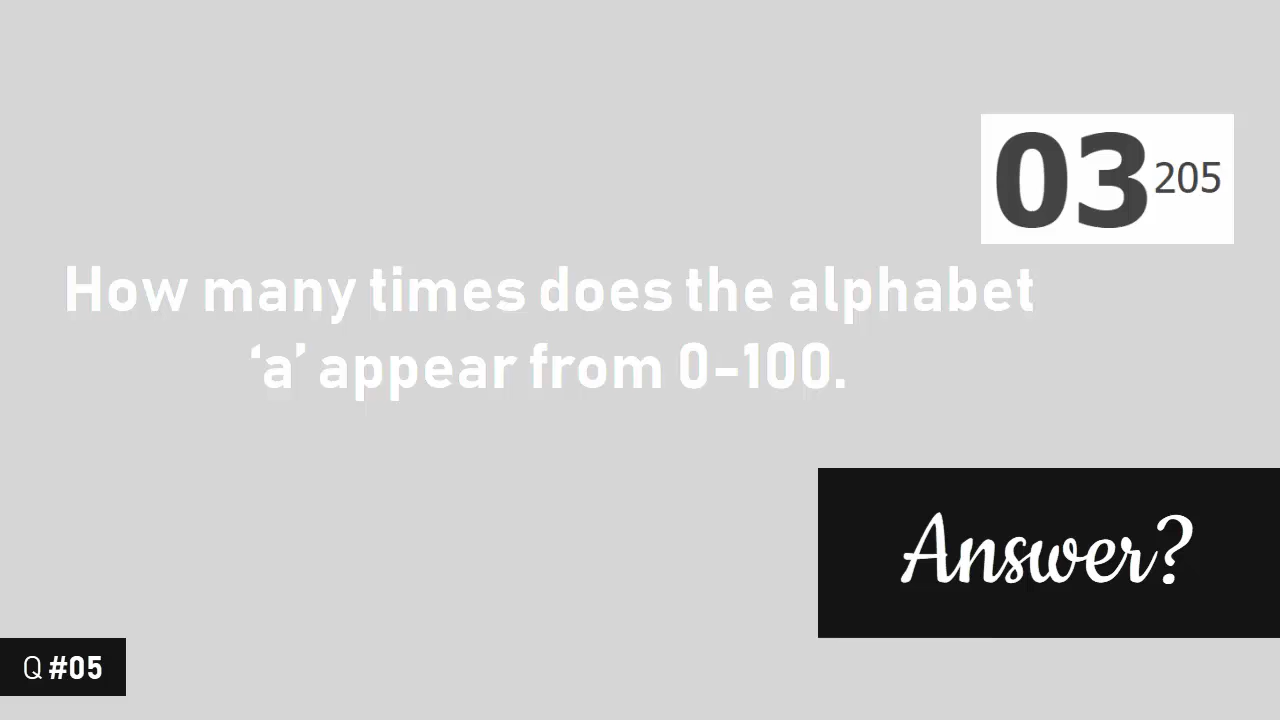 03 205
How many times does the alphabet
‘a’ appear from 0-100.
Answer?
Q #05